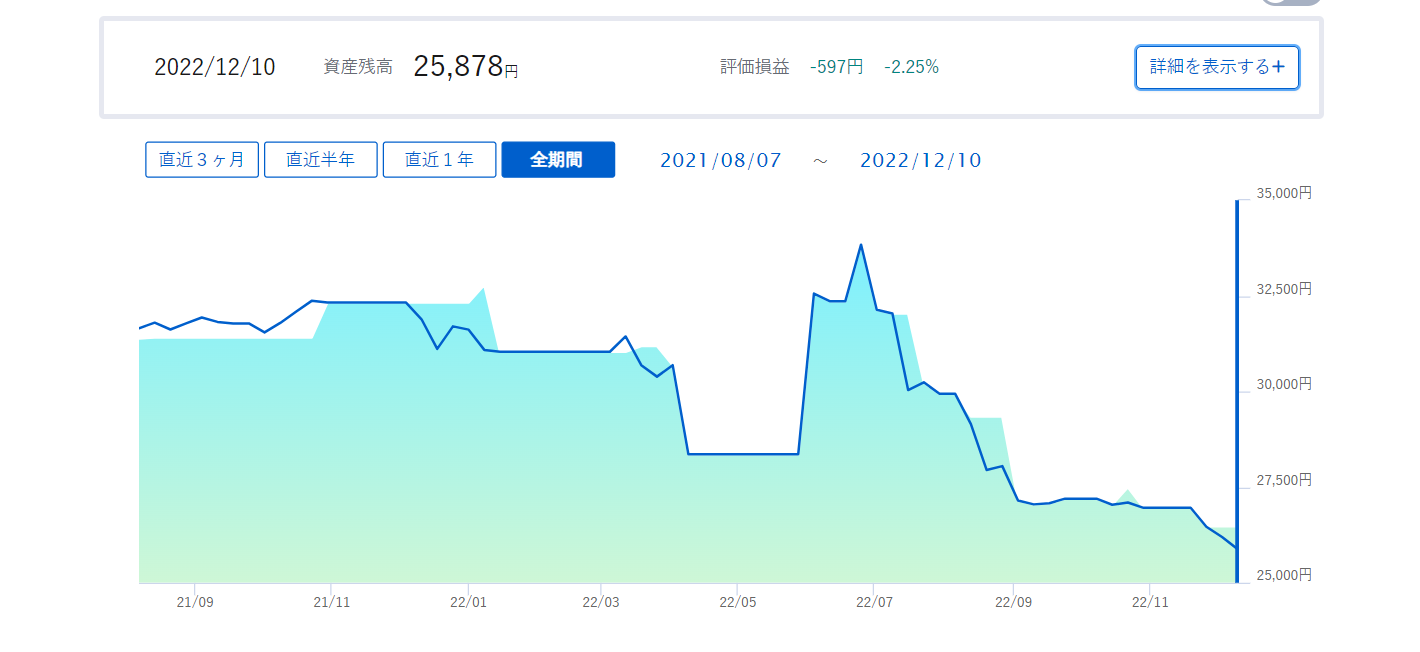 2022/12/10 資産残高 25,878円 評価損益 -597円 -2.25% 詳細を表示する+
直近３ヶ月 直近半年 直近１年 全期間 2021/08/07 ～ 2022/12/10
35,000円
32,500円
30,000円
27,500円
25,000円
21/09 21/11 22/01 22/03 22/05 22/07 22/09 22/11